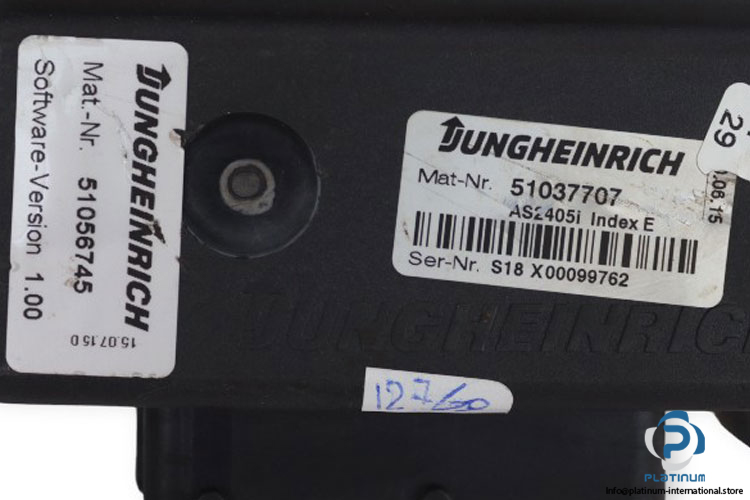 JUNGHEINRICH
Mat.-Nr. 51056745
Software-Version 1.00
15.07.15 0
JUNGHEINRICH
Mat-Nr. 51037707
AS2405i Index E
Ser-Nr. S18 X00099762
.06.15
29
JUNGHEINRICH
12760
PLATINUM
info@platinum-international.store